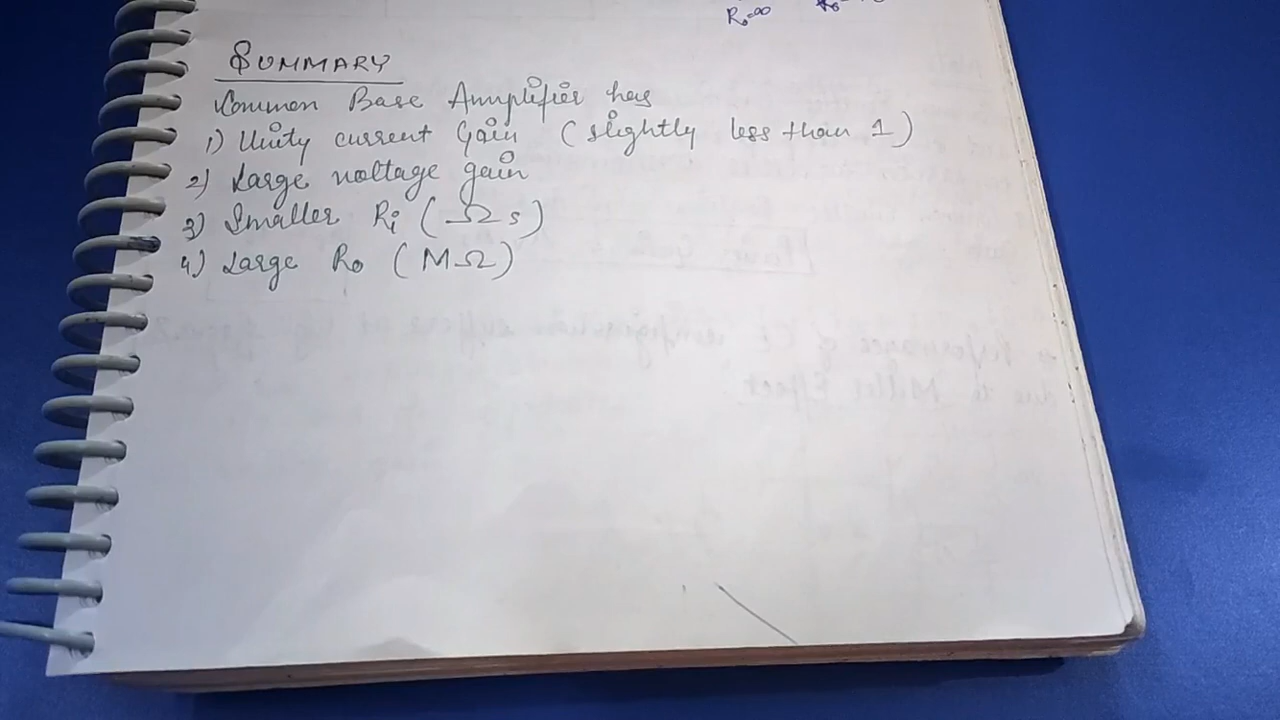 R₀=∞
SUMMARY
Common Base Amplifier has
1) Unity current Gain (slightly less than 1)
2) Large voltage gain
3) Smaller Ri (Ωs)
4) Large Ro (MΩ)